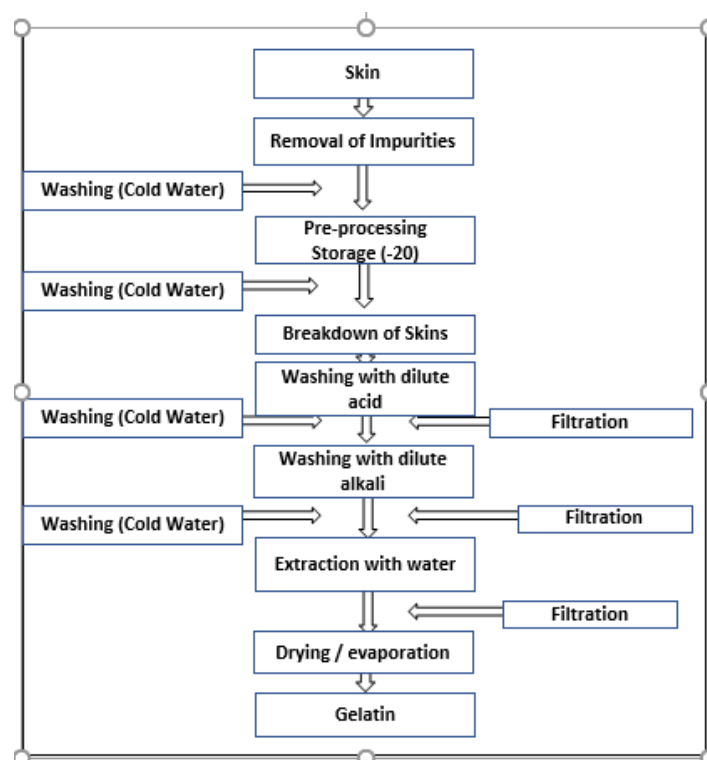 Skin
Removal of Impurities
Washing (Cold Water)
Pre-processing
Storage (-20)
Washing (Cold Water)
Breakdown of Skins
Washing with dilute
acid
Washing (Cold Water)
Filtration
Washing with dilute
alkali
Washing (Cold Water)
Filtration
Extraction with water
Filtration
Drying / evaporation
Gelatin